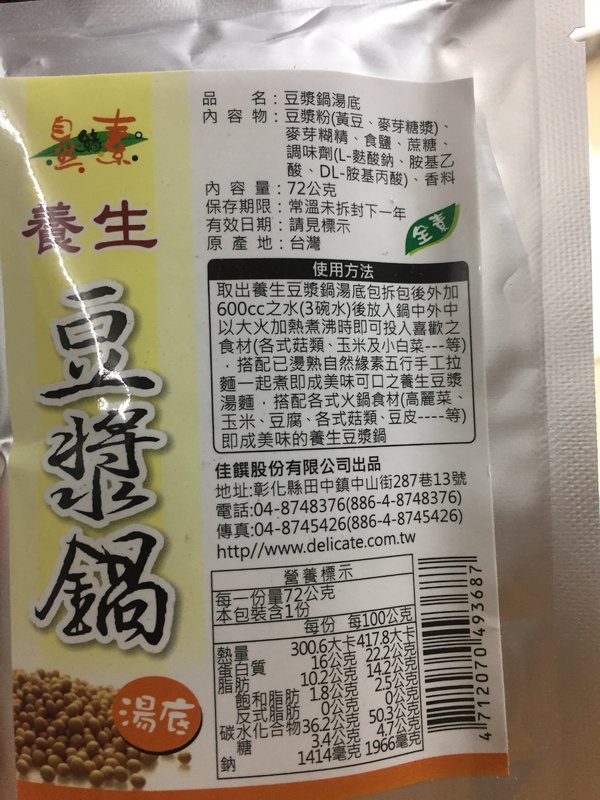 自然緣素
養生
豆漿鍋
湯底
品 名：豆漿鍋湯底
內 容 物：豆漿粉(黃豆、麥芽糖漿)、
麥芽糊精、食鹽、蔗糖、
調味劑(L-麩酸鈉、胺基乙
酸、DL-胺基丙酸)、香料
內 容 量：72公克
保存期限：常溫未拆封下一年
有效日期：請見標示
原 產 地：台灣
全素
使用方法
取出養生豆漿鍋湯底包拆包後外加
600cc之水(3碗水)後放入鍋中外中
以大火加熱煮沸時即可投入喜歡之
食材(各式菇類、玉米及小白菜---等)
，搭配已燙熟自然緣素五行手工拉
麵一起煮即成美味可口之養生豆漿
湯麵，搭配各式火鍋食材(高麗菜、
玉米、豆腐、各式菇類、豆皮----等)
即成美味的養生豆漿鍋
佳饌股份有限公司出品
地址:彰化縣田中鎮中山街287巷13號
電話:04-8748376(886-4-8748376)
傳真:04-8745426(886-4-8745426)
http//www.delicate.com.tw
營養標示
每一份量72公克
本包裝含1份
每份 每100公克
熱量 300.6大卡 417.8大卡
蛋白質 16公克 22.2公克
脂肪 10.2公克 14.2公克
飽和脂肪 1.8公克 2.5公克
反式脂肪 0公克 0公克
碳水化合物 36.2公克 50.3公克
糖 3.4公克 4.7公克
鈉 1414毫克 1966毫克
4 712070 493687